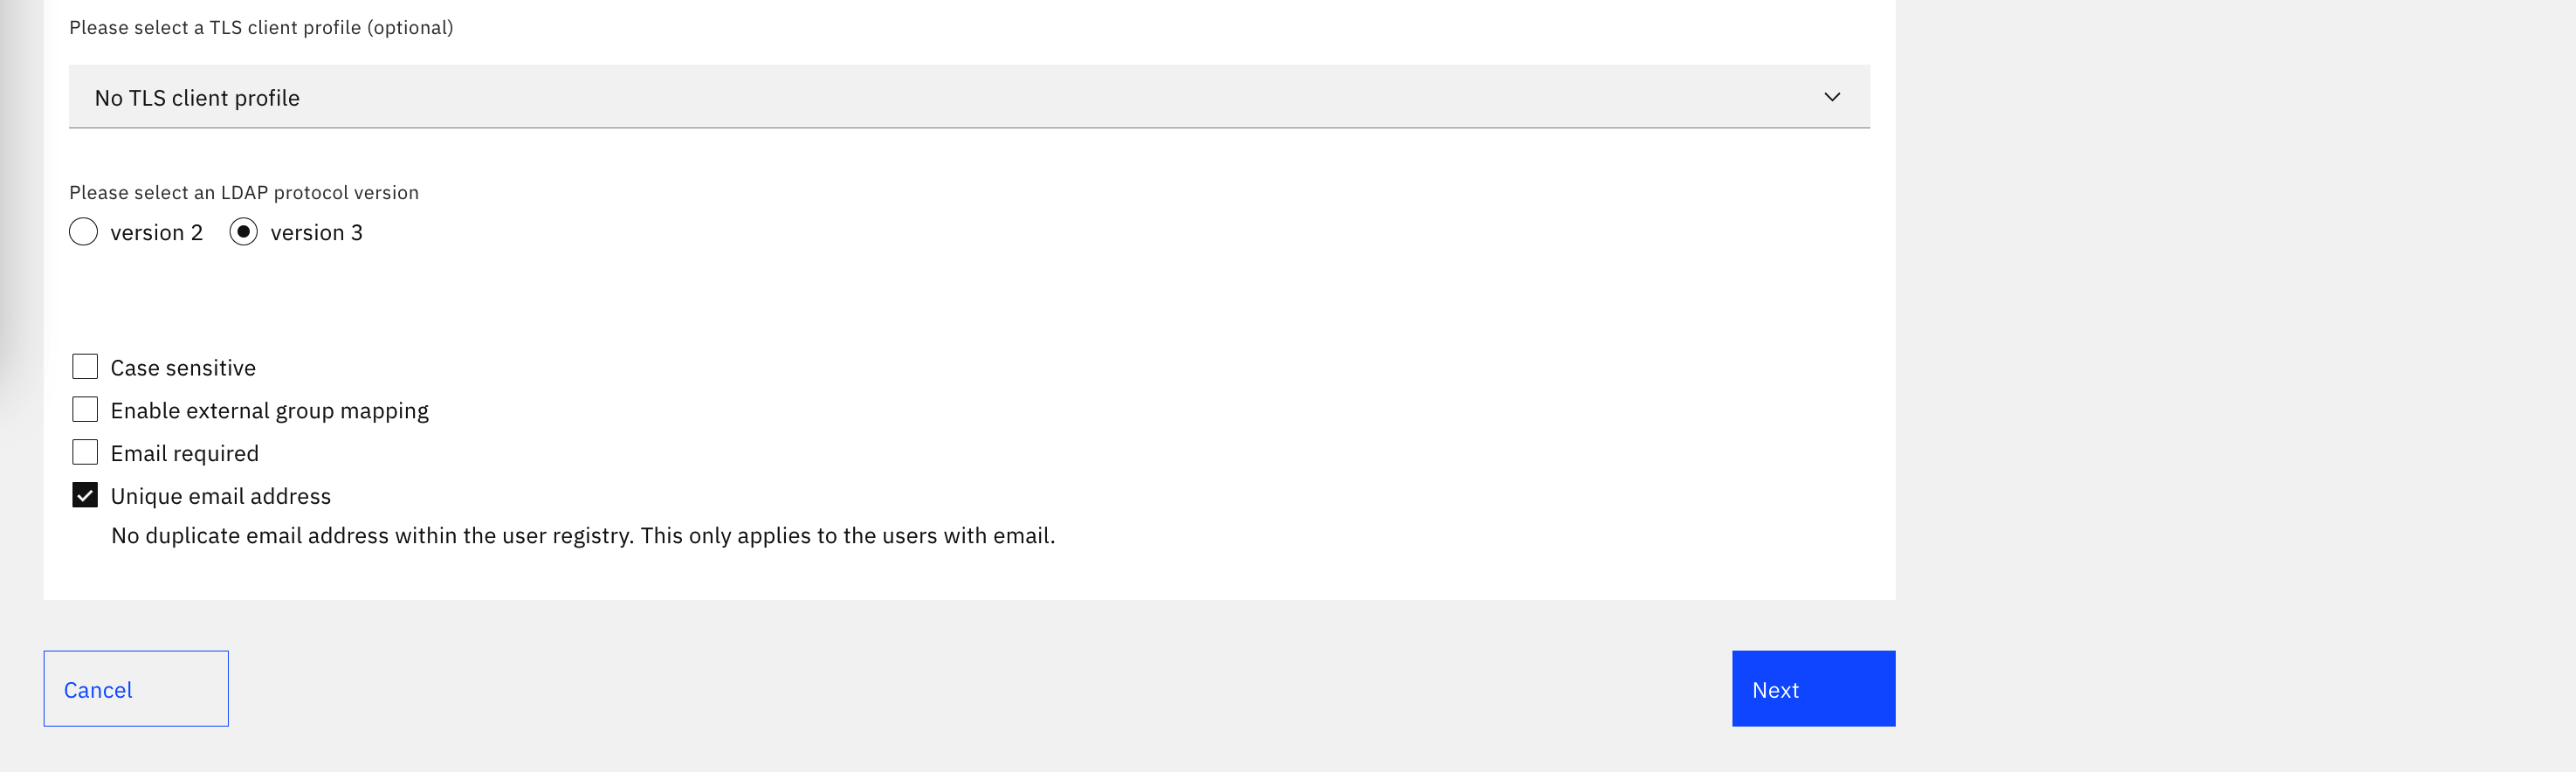 Please select a TLS client profile (optional)
No TLS client profile
Please select an LDAP protocol version
version 2 version 3
Case sensitive
Enable external group mapping
Email required
Unique email address
No duplicate email address within the user registry. This only applies to the users with email.
Cancel Next